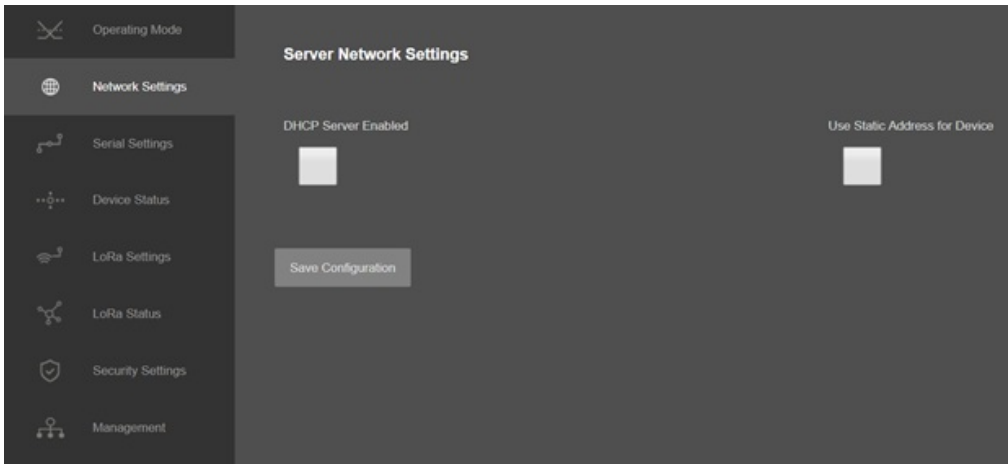 Operating Mode
Network Settings
Serial Settings
Device Status
LoRa Settings
LoRa Status
Security Settings
Management
Server Network Settings
DHCP Server Enabled
Use Static Address for Device
Save Configuration